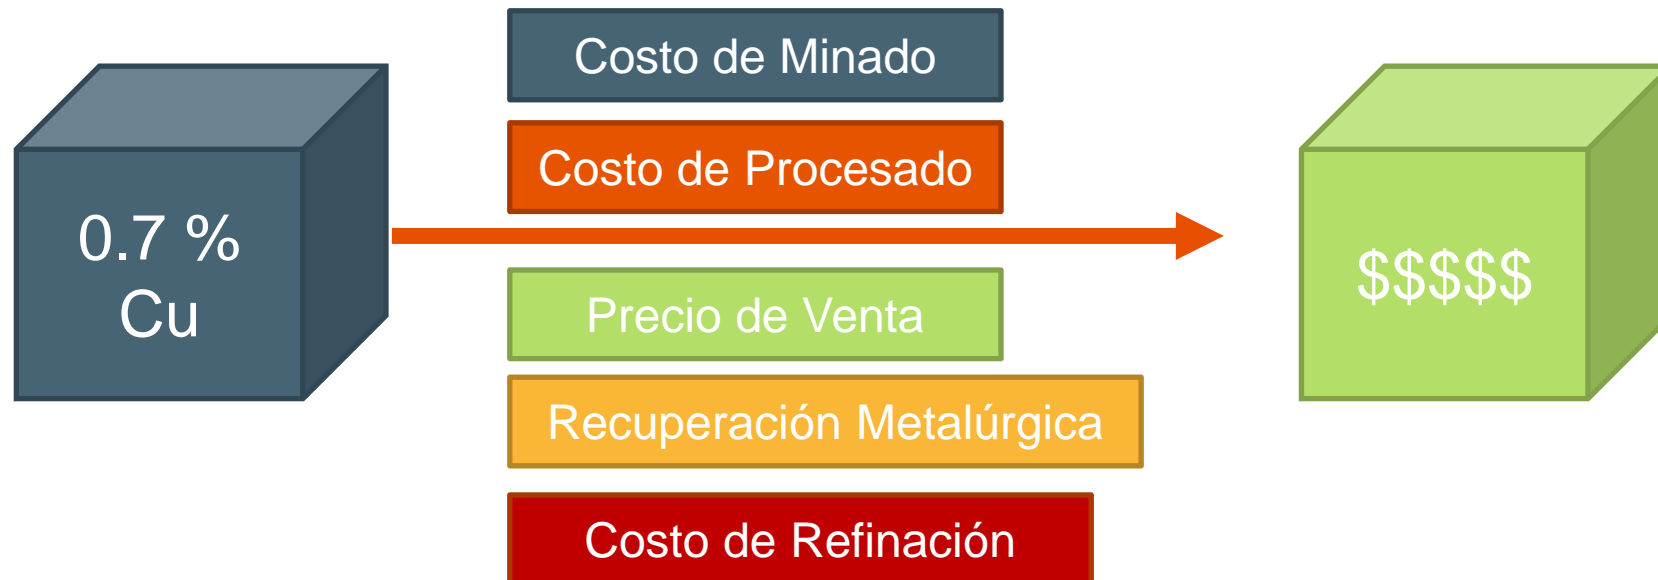 0.7 %
Cu
Costo de Minado
Costo de Procesado
Precio de Venta
Recuperación Metalúrgica
Costo de Refinación
$$$$$